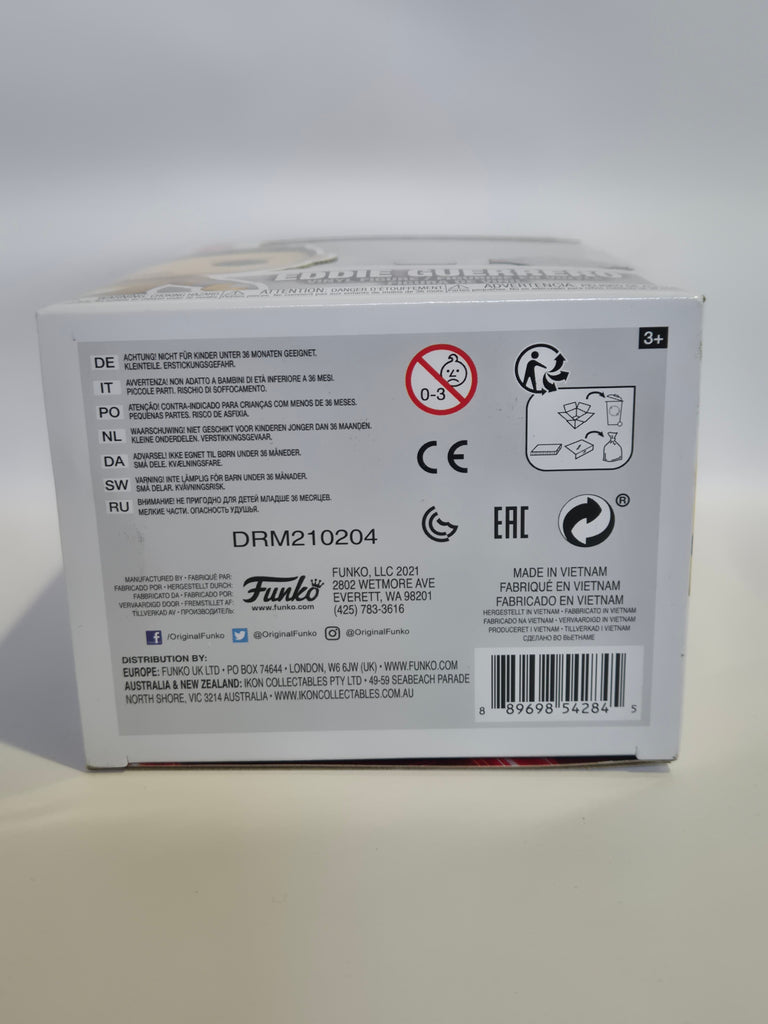 EDDIE GUERRERO
ATTENTION: DANGER D'ÉTOUFFEMENT
3+
DE ACHTUNG! NICHT FÜR KINDER UNTER 36 MONATEN GEEIGNET.
KLEINTEILE. ERSTICKUNGSGEFAHR.
IT AVVERTENZA! NON ADATTO A BAMBINI DI ETÀ INFERIORE A 36 MESI.
PICCOLE PARTI. RISCHIO DI SOFFOCAMENTO.
PO ATENÇÃO! CONTRA-INDICADO PARA CRIANÇAS COM MENOS DE 36 MESES.
PEQUENAS PARTES. RISCO DE ASFIXIA.
NL WAARSCHUWING! NIET GESCHIKT VOOR KINDEREN JONGER DAN 36 MAANDEN.
KLEINE ONDERDELEN. VERSTIKKINGSGEVAAR.
DA ADVARSEL! IKKE EGNET TIL BØRN UNDER 36 MÅNEDER.
SMÅ DELE. KVÆLNINGSFARE.
SW VARNING! INTE LÄMPLIG FÖR BARN UNDER 36 MÅNADER.
SMÅ DELAR. KVÄVNINGSRISK.
RU ВНИМАНИЕ! НЕ ПРИГОДНО ДЛЯ ДЕТЕЙ МЛАДШЕ 36 МЕСЯЦЕВ.
МЕЛКИЕ ЧАСТИ. ОПАСНОСТЬ УДУШЬЯ.
0-3
CE
EAC
®
DRM210204
MANUFACTURED BY • FABRIQUÉ PAR:
FABRICADO POR • HERGESTELLT DURCH:
FABBRICATO DA • FABRICADO POR:
VERVAARDIGD DOOR • FREMSTILLET AF:
TILLVERKAD AV • ПРОИЗВОДИТЕЛЬ:
Funko
www.funko.com
FUNKO, LLC 2021
2802 WETMORE AVE
EVERETT, WA 98201
(425) 783-3616
MADE IN VIETNAM
FABRIQUÉ EN VIETNAM
FABRICADO EN VIETNAM
HERGESTELLT IN VIETNAM • FABBRICATO IN VIETNAM
FABRICADO NA VIETNAM • VERVAARDIGD IN VIETNAM
PRODUCERET I VIETNAM • TILLVERKAD I VIETNAM
СДЕЛАНО ВО ВЬЕТНАМЕ
/OriginalFunko @OriginalFunko @OriginalFunko
DISTRIBUTION BY:
EUROPE: FUNKO UK LTD • PO BOX 74644 • LONDON, W6 6JW (UK) • WWW.FUNKO.COM
AUSTRALIA & NEW ZEALAND: IKON COLLECTABLES PTY LTD • 49-59 SEABEACH PARADE
NORTH SHORE, VIC 3214 AUSTRALIA • WWW.IKONCOLLECTABLES.COM.AU
8 89698 54284 5